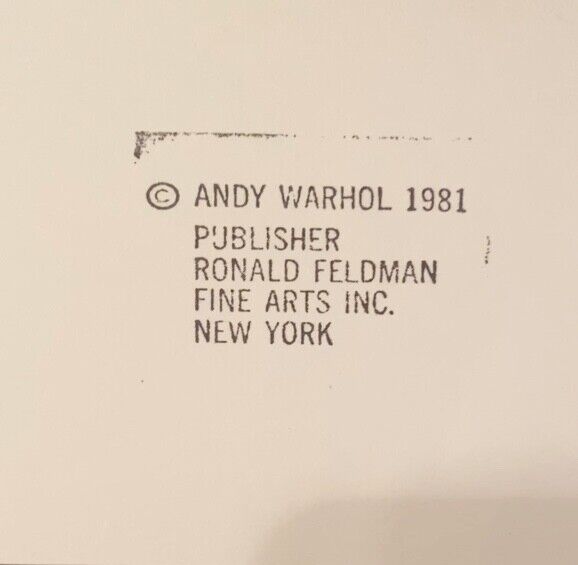 © ANDY WARHOL 1981
PUBLISHER
RONALD FELDMAN
FINE ARTS INC.
NEW YORK